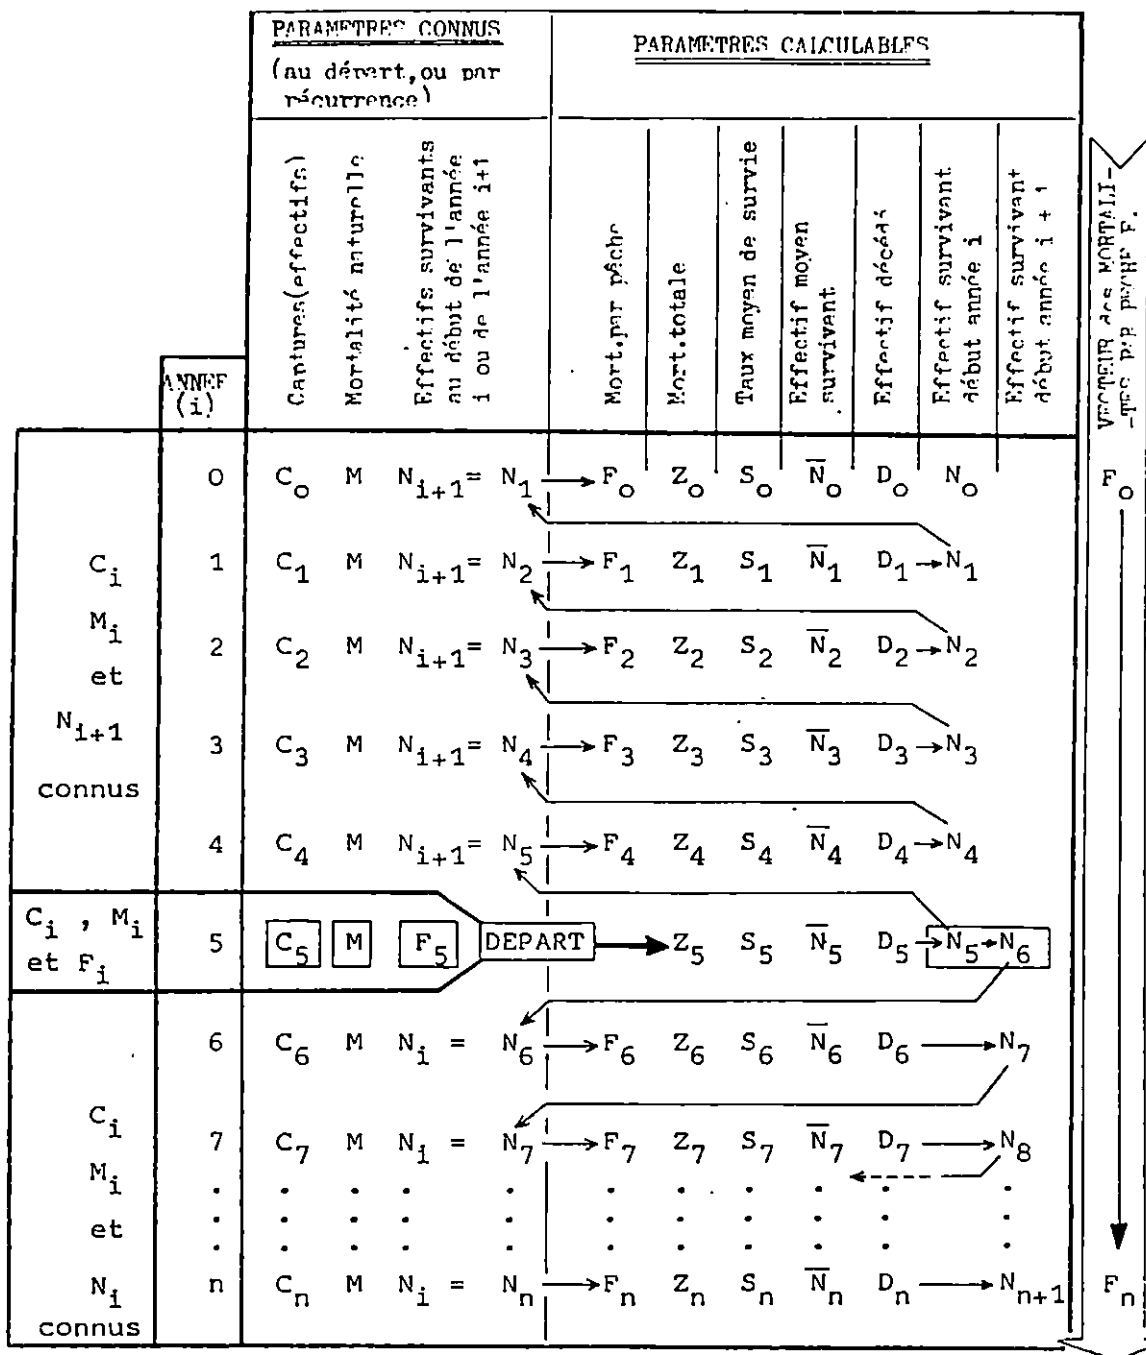 PARAMETRES CONNUS
(au départ,ou par
récurrence)
PARAMETRES CALCULABLES
Captures(effectifs)
Mortalité naturelle
Effectifs survivants
au début de l'année
i ou de l'année i+1
Mort.par pêche
Mort.totale
Taux moyen de survie
Effectif moyen
survivant
Effectif décédé
Effectif survivant
début année i
Effectif survivant
début année i + 1
VECTEUR des MORTALI-
-TES PAR PECHE F.
ANNEE
(i)
0 C₀ M Nᵢ₊₁= N₁ → F₀ Z₀ S₀ N̅₀ D₀ N₀ F₀
1 C₁ M Nᵢ₊₁= N₂ → F₁ Z₁ S₁ N̅₁ D₁ → N₁
2 C₂ M Nᵢ₊₁= N₃ → F₂ Z₂ S₂ N̅₂ D₂ → N₂
3 C₃ M Nᵢ₊₁= N₄ → F₃ Z₃ S₃ N̅₃ D₃ → N₃
4 C₄ M Nᵢ₊₁= N₅ → F₄ Z₄ S₄ N̅₄ D₄ → N₄
Cᵢ
Mᵢ
et
Nᵢ₊₁
connus
Cᵢ , Mᵢ
et Fᵢ
5 C₅ M F₅ DEPART → Z₅ S₅ N̅₅ D₅ → N₅ → N₆
6 C₆ M Nᵢ = N₆ → F₆ Z₆ S₆ N̅₆ D₆ → N₇
7 C₇ M Nᵢ = N₇ → F₇ Z₇ S₇ N̅₇ D₇ → N₈
. . . . . . . . . . .
. . . . . . . . . . .
. . . . . . . . . . .
n Cₙ M Nᵢ = Nₙ → Fₙ Zₙ Sₙ N̅ₙ Dₙ → Nₙ₊₁ Fₙ
Cᵢ
Mᵢ
et
Nᵢ
connus